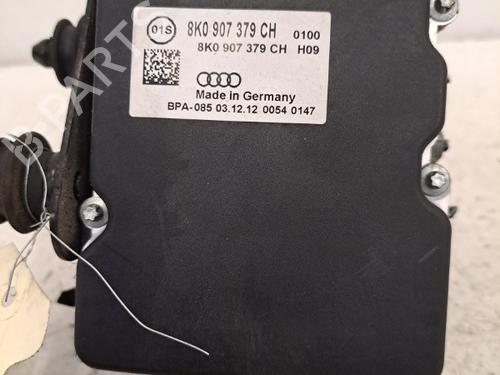 01S 8K0 907 379 CH 0100
8K0 907 379 CH H09
Made in Germany
BPA-085 03.12.12 0054 0147
B-PARTS